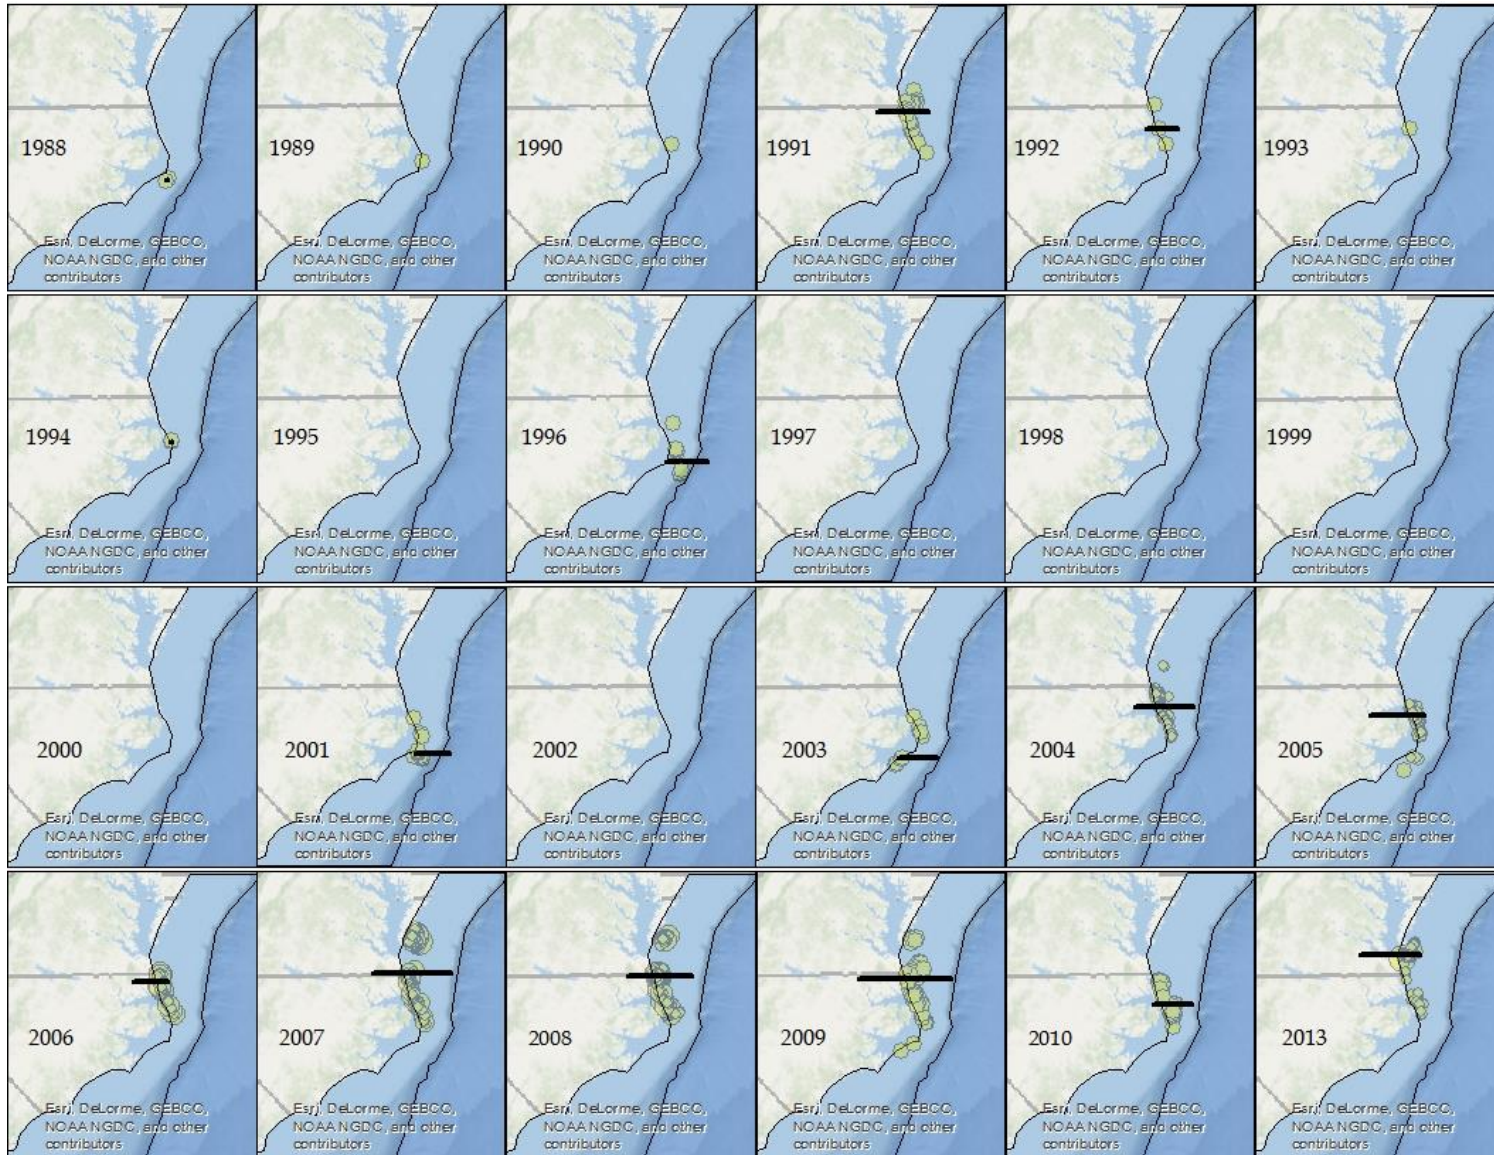 1988
Esri, DeLorme, GEBCO,
NOAA NGDC, and other
contributors
1989
Esri, DeLorme, GEBCO,
NOAA NGDC, and other
contributors
1990
Esri, DeLorme, GEBCO,
NOAA NGDC, and other
contributors
1991
Esri, DeLorme, GEBCO,
NOAA NGDC, and other
contributors
1992
Esri, DeLorme, GEBCO,
NOAA NGDC, and other
contributors
1993
Esri, DeLorme, GEBCO,
NOAA NGDC, and other
contributors
1994
Esri, DeLorme, GEBCO,
NOAA NGDC, and other
contributors
1995
Esri, DeLorme, GEBCO,
NOAA NGDC, and other
contributors
1996
Esri, DeLorme, GEBCO,
NOAA NGDC, and other
contributors
1997
Esri, DeLorme, GEBCO,
NOAA NGDC, and other
contributors
1998
Esri, DeLorme, GEBCO,
NOAA NGDC, and other
contributors
1999
Esri, DeLorme, GEBCO,
NOAA NGDC, and other
contributors
2000
Esri, DeLorme, GEBCO,
NOAA NGDC, and other
contributors
2001
Esri, DeLorme, GEBCO,
NOAA NGDC, and other
contributors
2002
Esri, DeLorme, GEBCO,
NOAA NGDC, and other
contributors
2003
Esri, DeLorme, GEBCO,
NOAA NGDC, and other
contributors
2004
Esri, DeLorme, GEBCO,
NOAA NGDC, and other
contributors
2005
Esri, DeLorme, GEBCO,
NOAA NGDC, and other
contributors
2006
Esri, DeLorme, GEBCO,
NOAA NGDC, and other
contributors
2007
Esri, DeLorme, GEBCO,
NOAA NGDC, and other
contributors
2008
Esri, DeLorme, GEBCO,
NOAA NGDC, and other
contributors
2009
Esri, DeLorme, GEBCO,
NOAA NGDC, and other
contributors
2010
Esri, DeLorme, GEBCO,
NOAA NGDC, and other
contributors
2013
Esri, DeLorme, GEBCO,
NOAA NGDC, and other
contributors